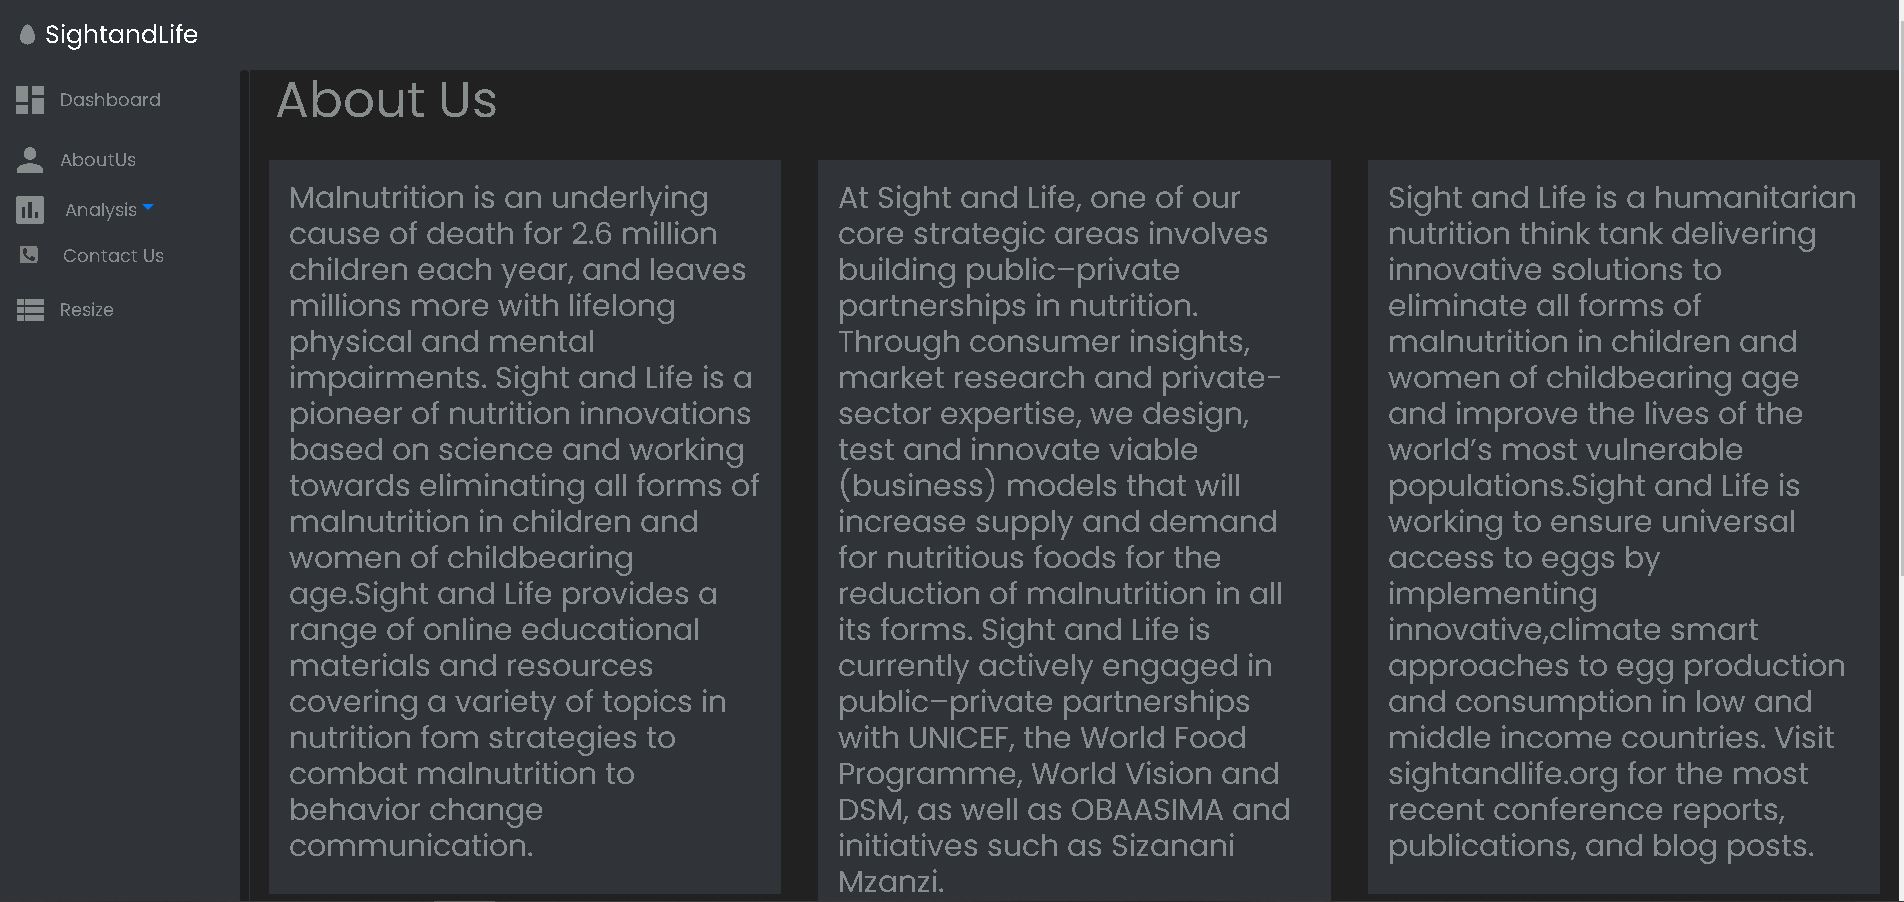 SightandLife
Dashboard
AboutUs
Analysis
Contact Us
Resize
About Us
Malnutrition is an underlying
cause of death for 2.6 million
children each year, and leaves
millions more with lifelong
physical and mental
impairments. Sight and Life is a
pioneer of nutrition innovations
based on science and working
towards eliminating all forms of
malnutrition in children and
women of childbearing
age.Sight and Life provides a
range of online educational
materials and resources
covering a variety of topics in
nutrition fom strategies to
combat malnutrition to
behavior change
communication.
At Sight and Life, one of our
core strategic areas involves
building public–private
partnerships in nutrition.
Through consumer insights,
market research and private-
sector expertise, we design,
test and innovate viable
(business) models that will
increase supply and demand
for nutritious foods for the
reduction of malnutrition in all
its forms. Sight and Life is
currently actively engaged in
public–private partnerships
with UNICEF, the World Food
Programme, World Vision and
DSM, as well as OBAASIMA and
initiatives such as Sizanani
Mzanzi.
Sight and Life is a humanitarian
nutrition think tank delivering
innovative solutions to
eliminate all forms of
malnutrition in children and
women of childbearing age
and improve the lives of the
world’s most vulnerable
populations.Sight and Life is
working to ensure universal
access to eggs by
implementing
innovative,climate smart
approaches to egg production
and consumption in low and
middle income countries. Visit
sightandlife.org for the most
recent conference reports,
publications, and blog posts.